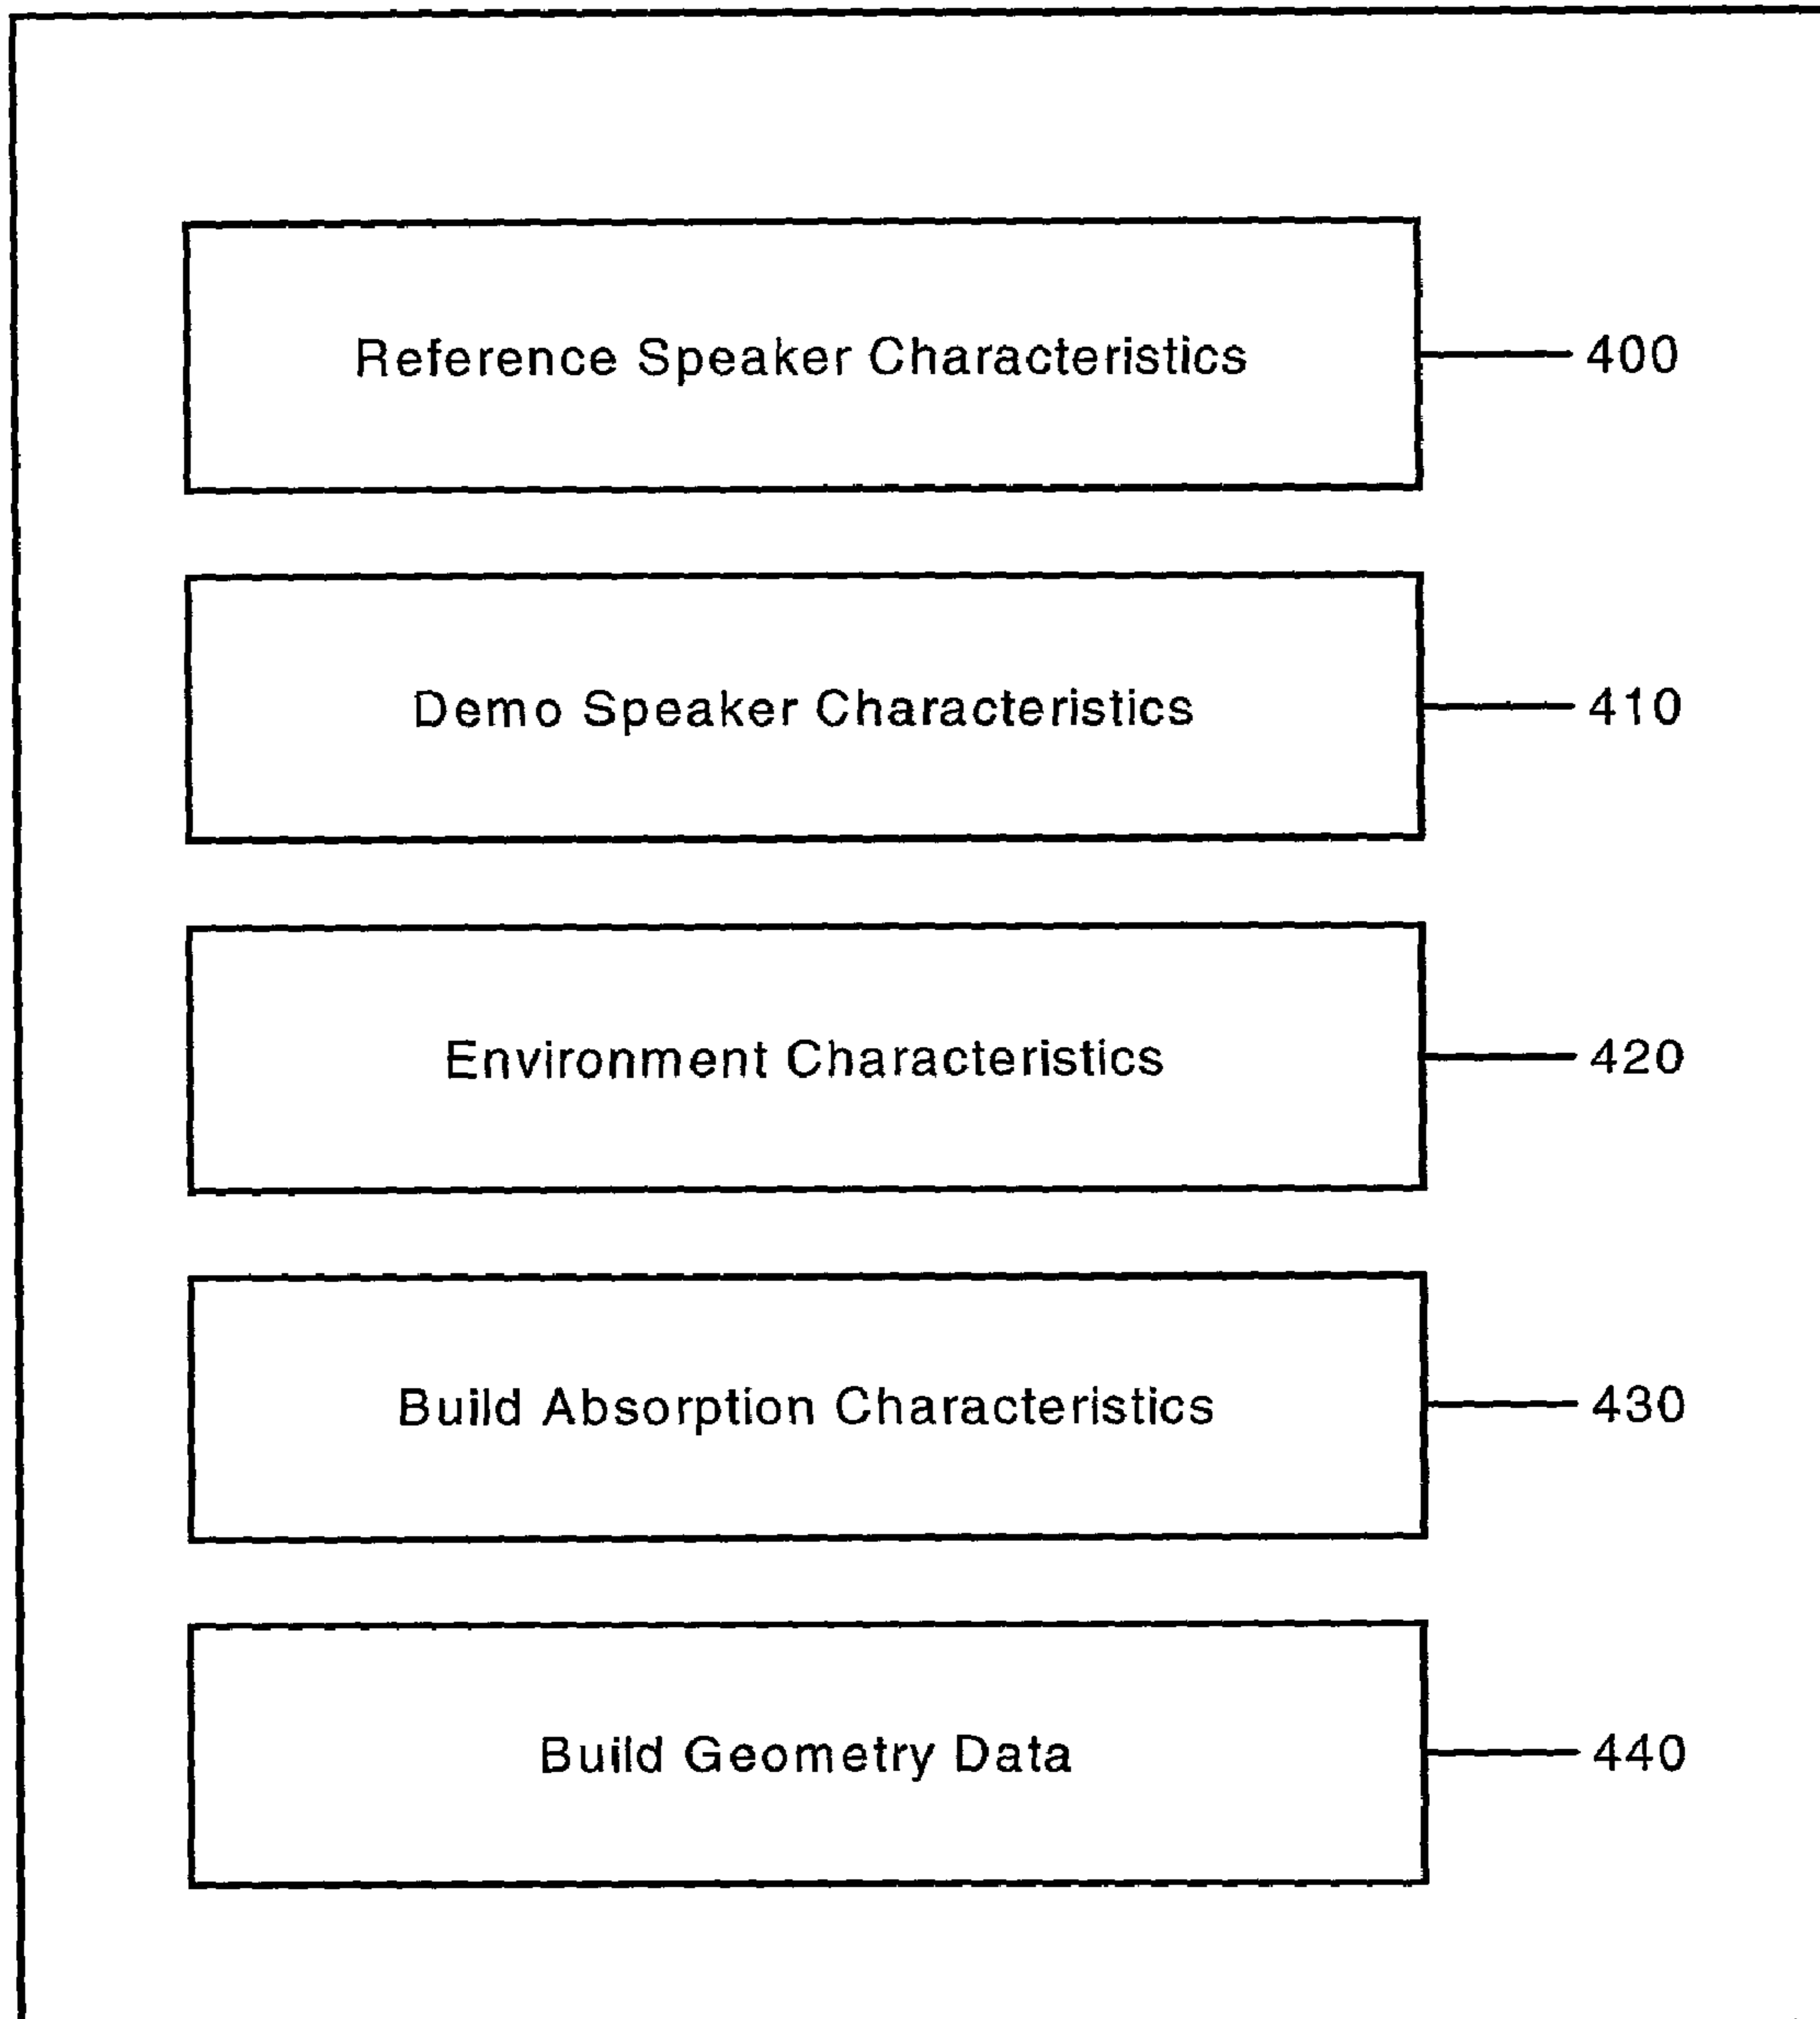 Reference Speaker Characteristics 400
Demo Speaker Characteristics 410
Environment Characteristics 420
Build Absorption Characteristics 430
Build Geometry Data 440